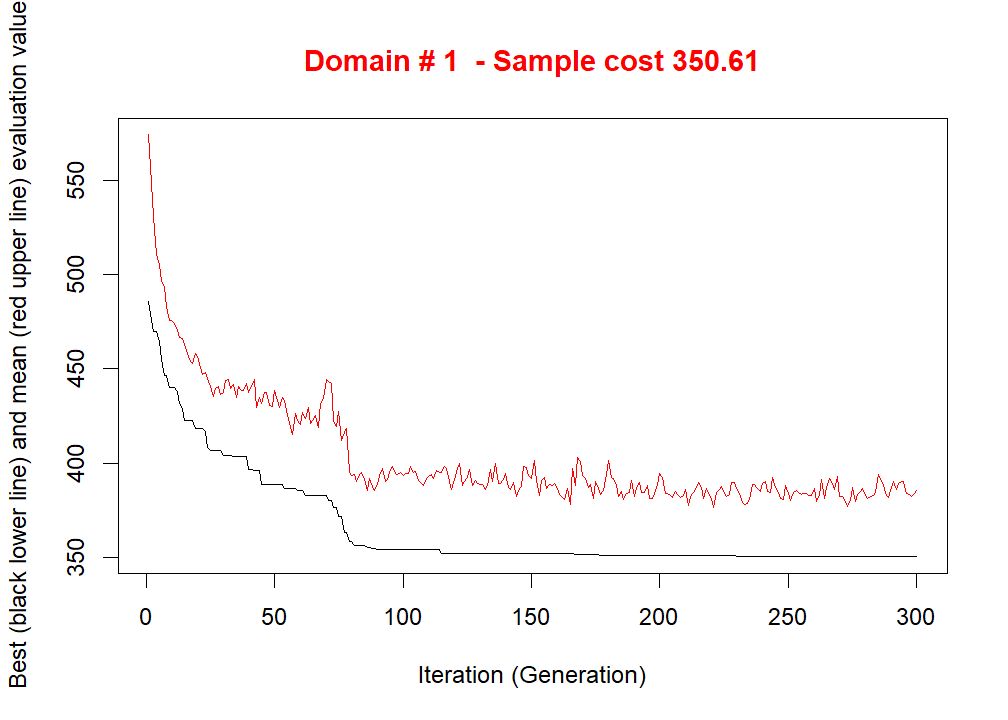 Domain # 1  - Sample cost 350.61
Best (black lower line) and mean (red upper line) evaluation value
550
500
450
400
350
0 50 100 150 200 250 300
Iteration (Generation)